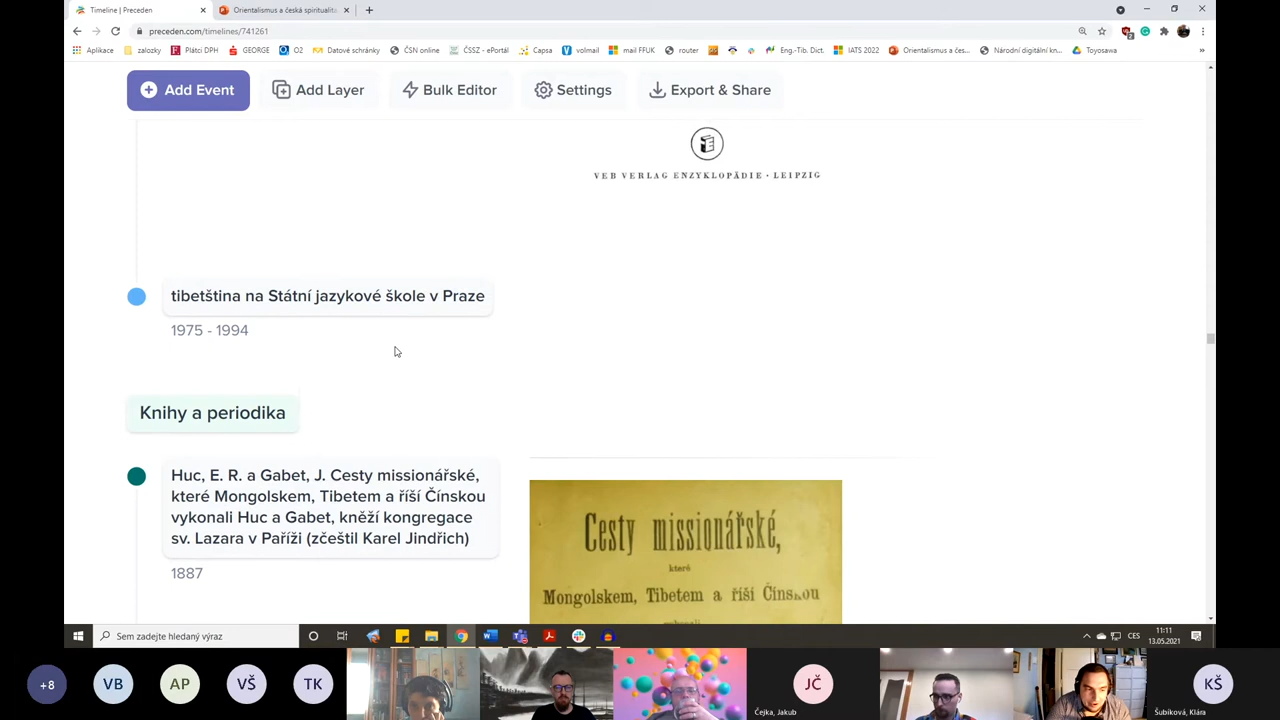 Timeline | Preceden
Orientalismus a česká spiritualita
preceden.com/timelines/741261
Aplikace zalozky Plátci DPH GEORGE O2 Datové schránky ČSN online ČSSZ - ePortál Capsa volmail mail FFUK router Eng.-Tib. Dict. IATS 2022 Orientalismus a čes... Národní digitální kn... Toyosawa »
Add Event Add Layer Bulk Editor Settings Export & Share
VEB VERLAG ENZYKLOPÄDIE · LEIPZIG
tibetština na Státní jazykové škole v Praze
1975 - 1994
Knihy a periodika
Huc, E. R. a Gabet, J. Cesty missionářské,
které Mongolskem, Tibetem a říší Čínskou
vykonali Huc a Gabet, kněží kongregace
sv. Lazara v Paříži (zčeštil Karel Jindřich)
1887
Cesty missionářské,
které
Mongolskem, Tibetem a říší Čínskou
Sem zadejte hledaný výraz
CES
11:11
13.05.2021
+8 VB AP VŠ TK JČ KŠ
Čejka, Jakub
Šubíková, Klára